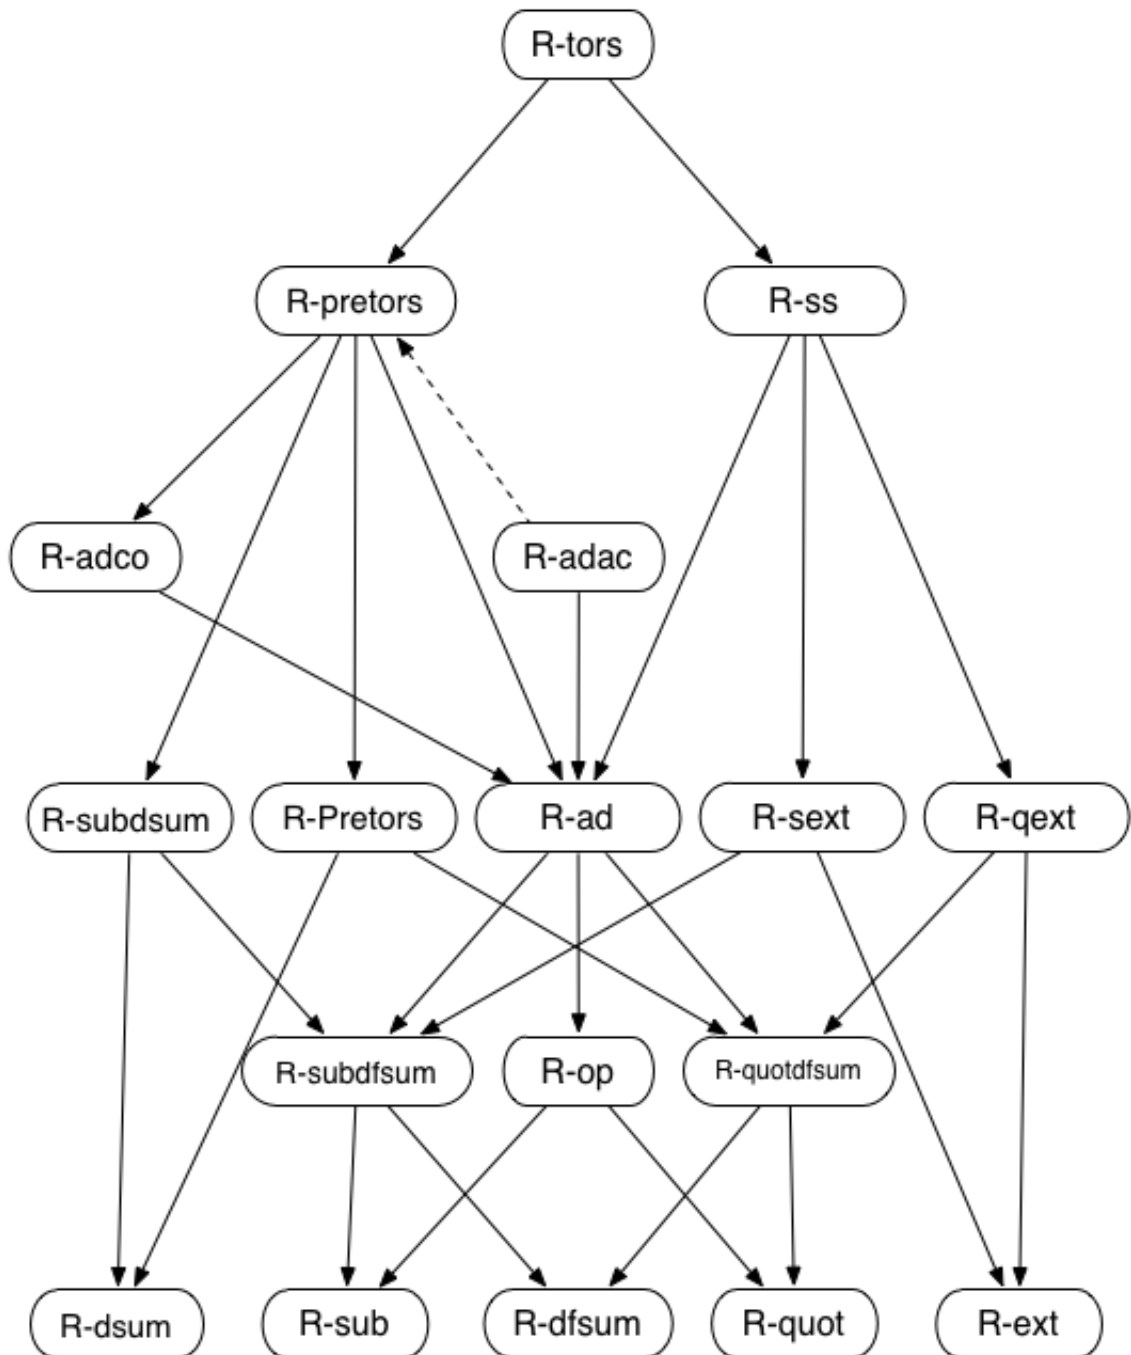 R-tors
R-pretors
R-ss
R-adco
R-adac
R-subdsum
R-Pretors
R-ad
R-sext
R-qext
R-subdfsum
R-op
R-quotdfsum
R-dsum
R-sub
R-dfsum
R-quot
R-ext